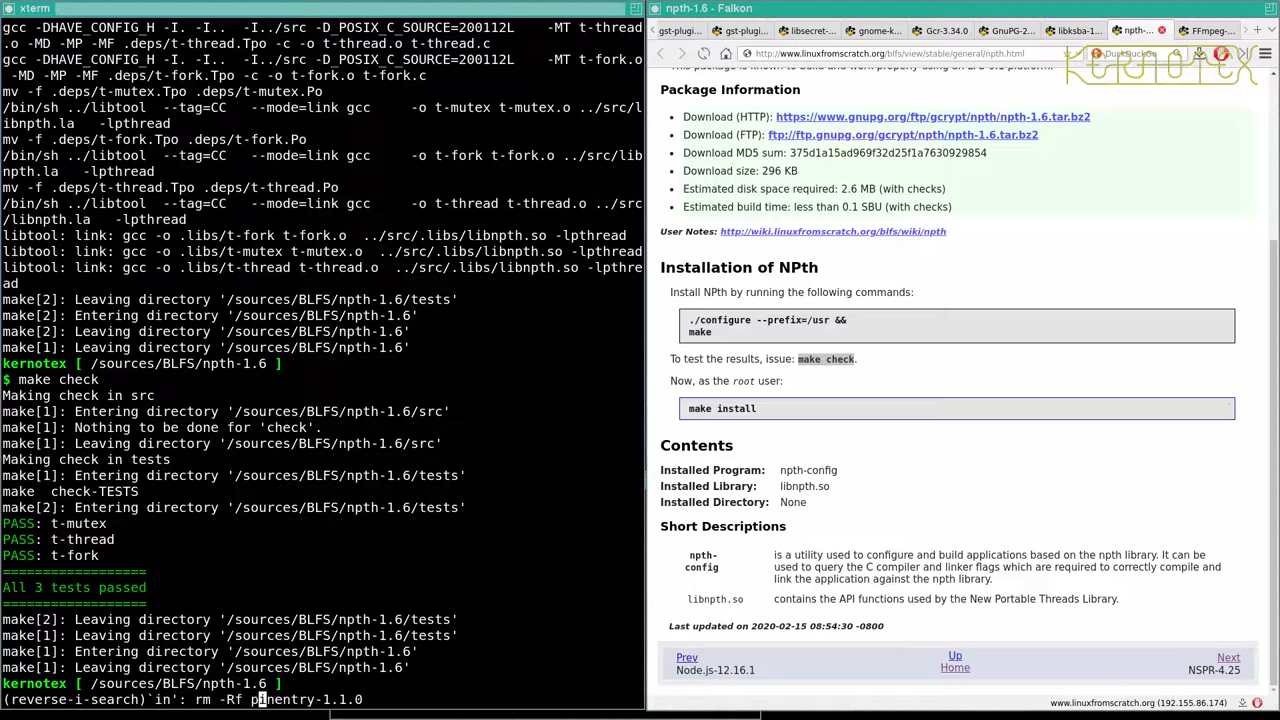 xterm
gcc -DHAVE_CONFIG_H -I. -I.. -I../src -D_POSIX_C_SOURCE=200112L    -MT t-thread
.o -MD -MP -MF .deps/t-thread.Tpo -c -o t-thread.o t-thread.c
gcc -DHAVE_CONFIG_H -I. -I.. -I../src -D_POSIX_C_SOURCE=200112L    -MT t-fork.o
 -MD -MP -MF .deps/t-fork.Tpo -c -o t-fork.o t-fork.c
mv -f .deps/t-mutex.Tpo .deps/t-mutex.Po
/bin/sh ../libtool  --tag=CC   --mode=link gcc     -o t-mutex t-mutex.o ../src/l
ibnpth.la   -lpthread
mv -f .deps/t-fork.Tpo .deps/t-fork.Po
/bin/sh ../libtool  --tag=CC   --mode=link gcc     -o t-fork t-fork.o ../src/lib
npth.la   -lpthread
mv -f .deps/t-thread.Tpo .deps/t-thread.Po
/bin/sh ../libtool  --tag=CC   --mode=link gcc     -o t-thread t-thread.o ../src
/libnpth.la   -lpthread
libtool: link: gcc -o .libs/t-fork t-fork.o  ../src/.libs/libnpth.so -lpthread
libtool: link: gcc -o .libs/t-mutex t-mutex.o  ../src/.libs/libnpth.so -lpthread
libtool: link: gcc -o .libs/t-thread t-thread.o  ../src/.libs/libnpth.so -lpthre
ad
make[2]: Leaving directory '/sources/BLFS/npth-1.6/tests'
make[2]: Entering directory '/sources/BLFS/npth-1.6'
make[2]: Leaving directory '/sources/BLFS/npth-1.6'
make[1]: Leaving directory '/sources/BLFS/npth-1.6'
kernotex [ /sources/BLFS/npth-1.6 ]
$ make check
Making check in src
make[1]: Entering directory '/sources/BLFS/npth-1.6/src'
make[1]: Nothing to be done for 'check'.
make[1]: Leaving directory '/sources/BLFS/npth-1.6/src'
Making check in tests
make[1]: Entering directory '/sources/BLFS/npth-1.6/tests'
make  check-TESTS
make[2]: Entering directory '/sources/BLFS/npth-1.6/tests'
PASS: t-mutex
PASS: t-thread
PASS: t-fork
==================
All 3 tests passed
==================
make[2]: Leaving directory '/sources/BLFS/npth-1.6/tests'
make[1]: Leaving directory '/sources/BLFS/npth-1.6/tests'
make[1]: Entering directory '/sources/BLFS/npth-1.6'
make[1]: Leaving directory '/sources/BLFS/npth-1.6'
kernotex [ /sources/BLFS/npth-1.6 ]
(reverse-i-search)`in': rm -Rf pinentry-1.1.0
npth-1.6 - Falkon
gst-plugi... gst-plugi... libsecret-... gnome-k... Gcr-3.34.0 GnuPG-2... libksba-1... npth-... FFmpeg-...
http://www.linuxfromscratch.org/blfs/view/stable/general/npth.html
KERNOTEX
Package Information
Download (HTTP): https://www.gnupg.org/ftp/gcrypt/npth/npth-1.6.tar.bz2
Download (FTP): ftp://ftp.gnupg.org/gcrypt/npth/npth-1.6.tar.bz2
Download MD5 sum: 375d1a15ad969f32d25f1a7630929854
Download size: 296 KB
Estimated disk space required: 2.6 MB (with checks)
Estimated build time: less than 0.1 SBU (with checks)
User Notes: http://wiki.linuxfromscratch.org/blfs/wiki/npth
Installation of NPth
Install NPth by running the following commands:
./configure --prefix=/usr &&
make
To test the results, issue: make check.
Now, as the root user:
make install
Contents
Installed Program: npth-config
Installed Library: libnpth.so
Installed Directory: None
Short Descriptions
npth-config is a utility used to configure and build applications based on the npth library. It can be
used to query the C compiler and linker flags which are required to correctly compile and
link the application against the npth library.
libnpth.so contains the API functions used by the New Portable Threads Library.
Last updated on 2020-02-15 08:54:30 -0800
Prev Up Next
Node.js-12.16.1 Home NSPR-4.25
www.linuxfromscratch.org (192.155.86.174)